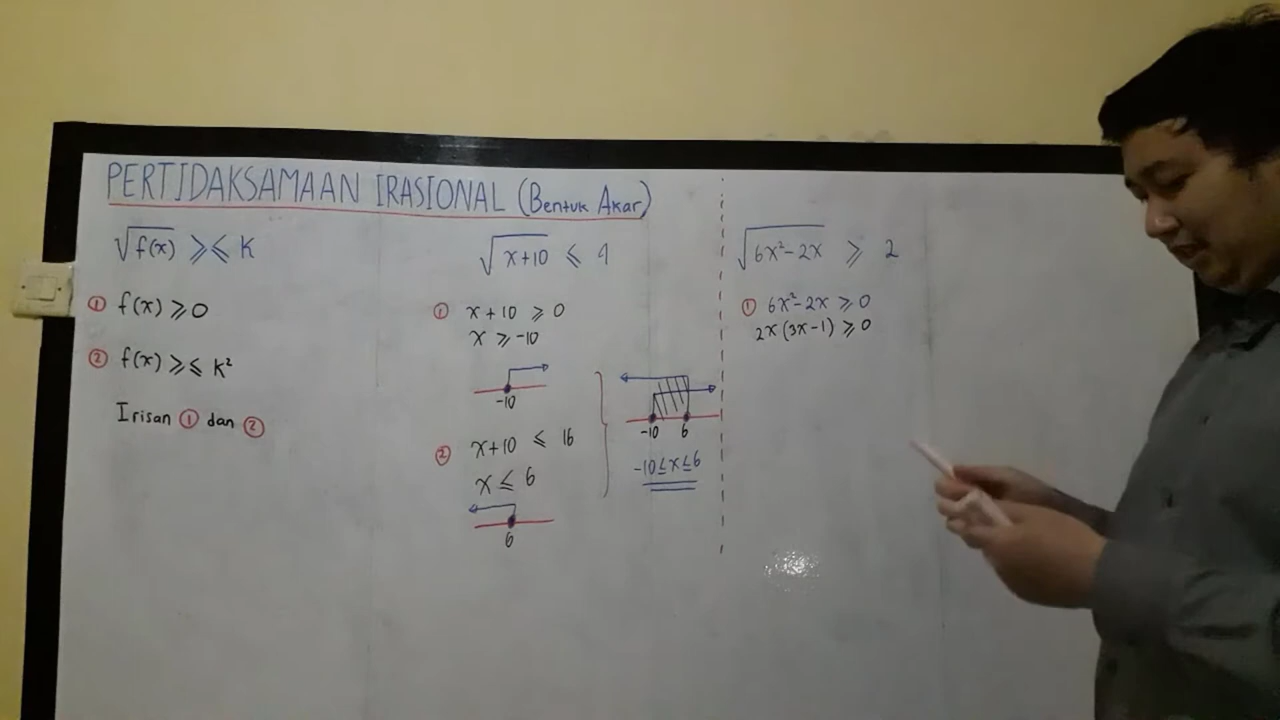 PERTIDAKSAMAAN IRASIONAL (Bentuk Akar)
√f(x) ⩾⩽ K
① f(x) ⩾ 0
② f(x) ⩾⩽ K²
Irisan ① dan ②
√x+10 ⩽ 4
① x + 10 ⩾ 0
x ⩾ -10
-10
② x+10 ⩽ 16
x ⩽ 6
6
-10 6
-10≤x≤6
√6x²-2x ⩾ 2
① 6x²-2x ⩾ 0
2x(3x-1) ⩾ 0